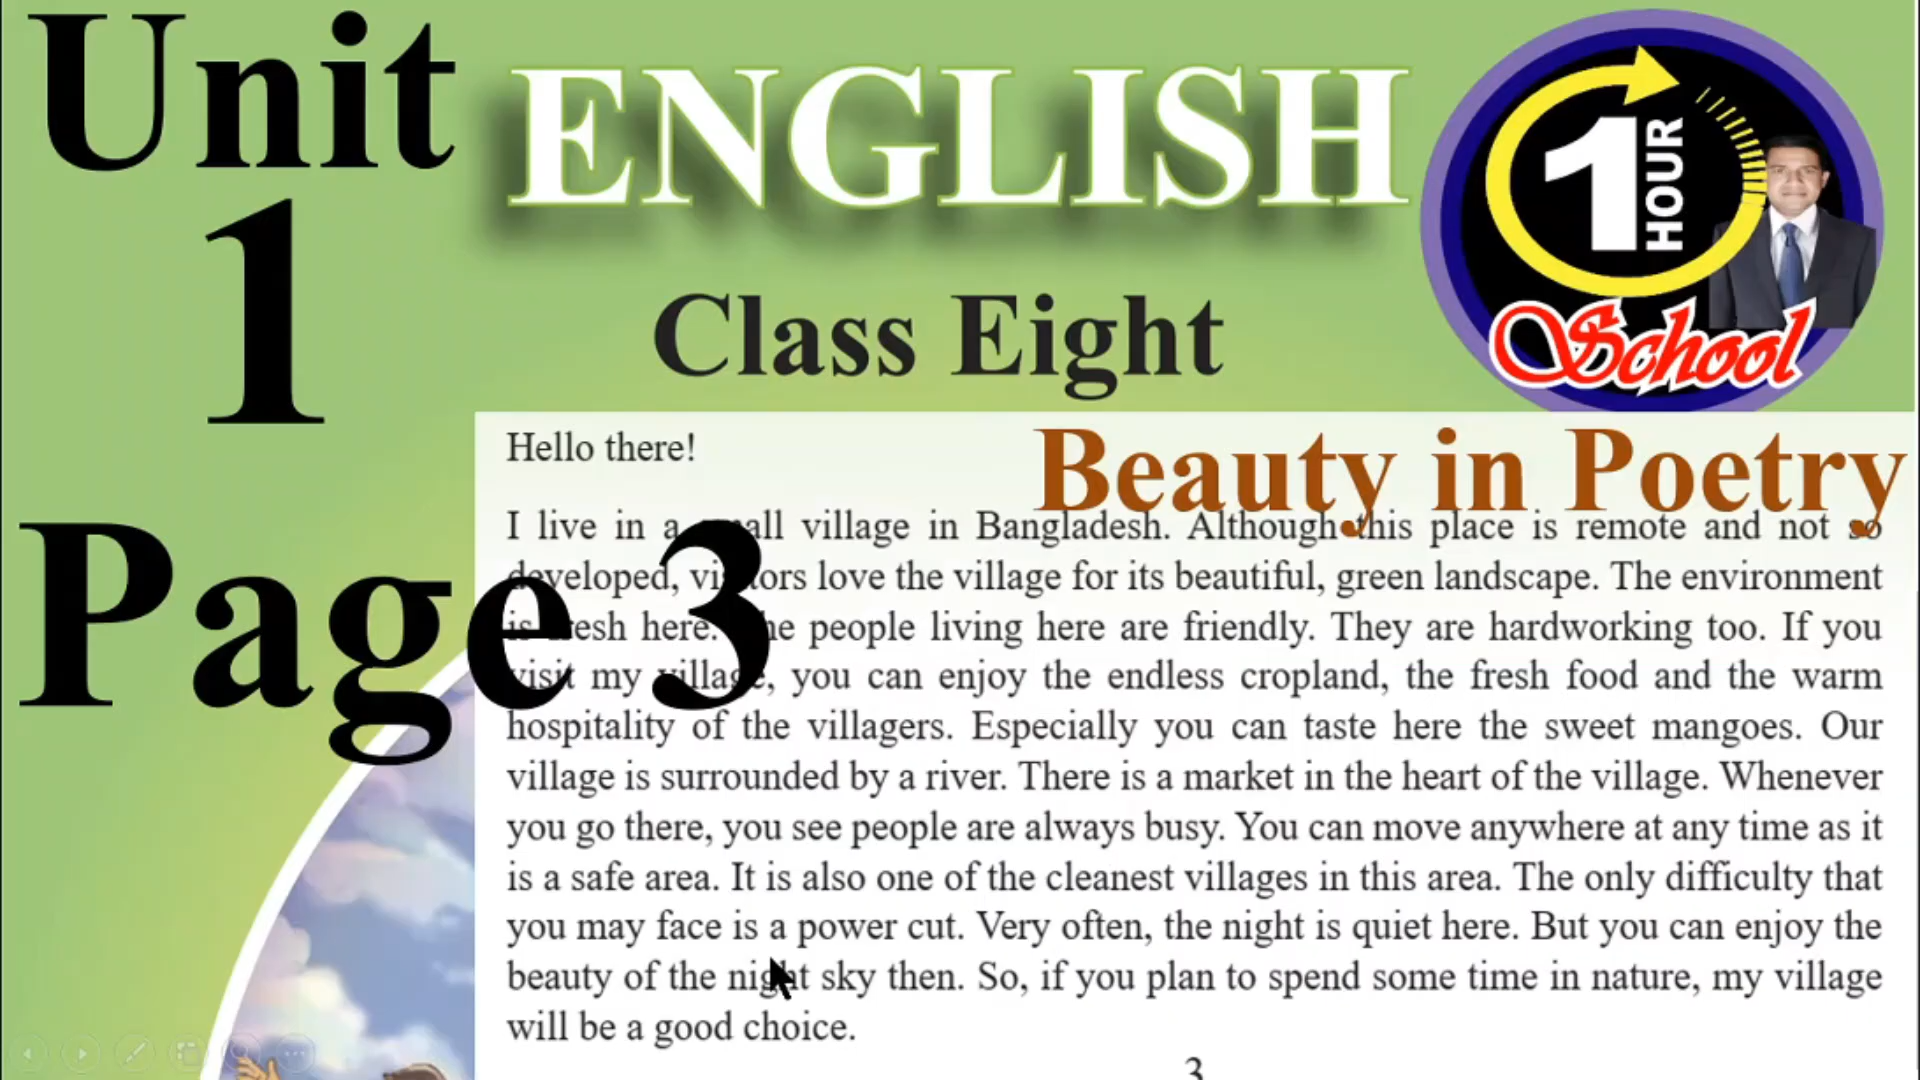 Unit
1
Page 3
ENGLISH
Class Eight
1 HOUR
School
Beauty in Poetry
Hello there!
I live in a small village in Bangladesh. Although this place is remote and not so
developed, visitors love the village for its beautiful, green landscape. The environment
is fresh here. The people living here are friendly. They are hardworking too. If you
visit my village, you can enjoy the endless cropland, the fresh food and the warm
hospitality of the villagers. Especially you can taste here the sweet mangoes. Our
village is surrounded by a river. There is a market in the heart of the village. Whenever
you go there, you see people are always busy. You can move anywhere at any time as it
is a safe area. It is also one of the cleanest villages in this area. The only difficulty that
you may face is a power cut. Very often, the night is quiet here. But you can enjoy the
beauty of the night sky then. So, if you plan to spend some time in nature, my village
will be a good choice.
3